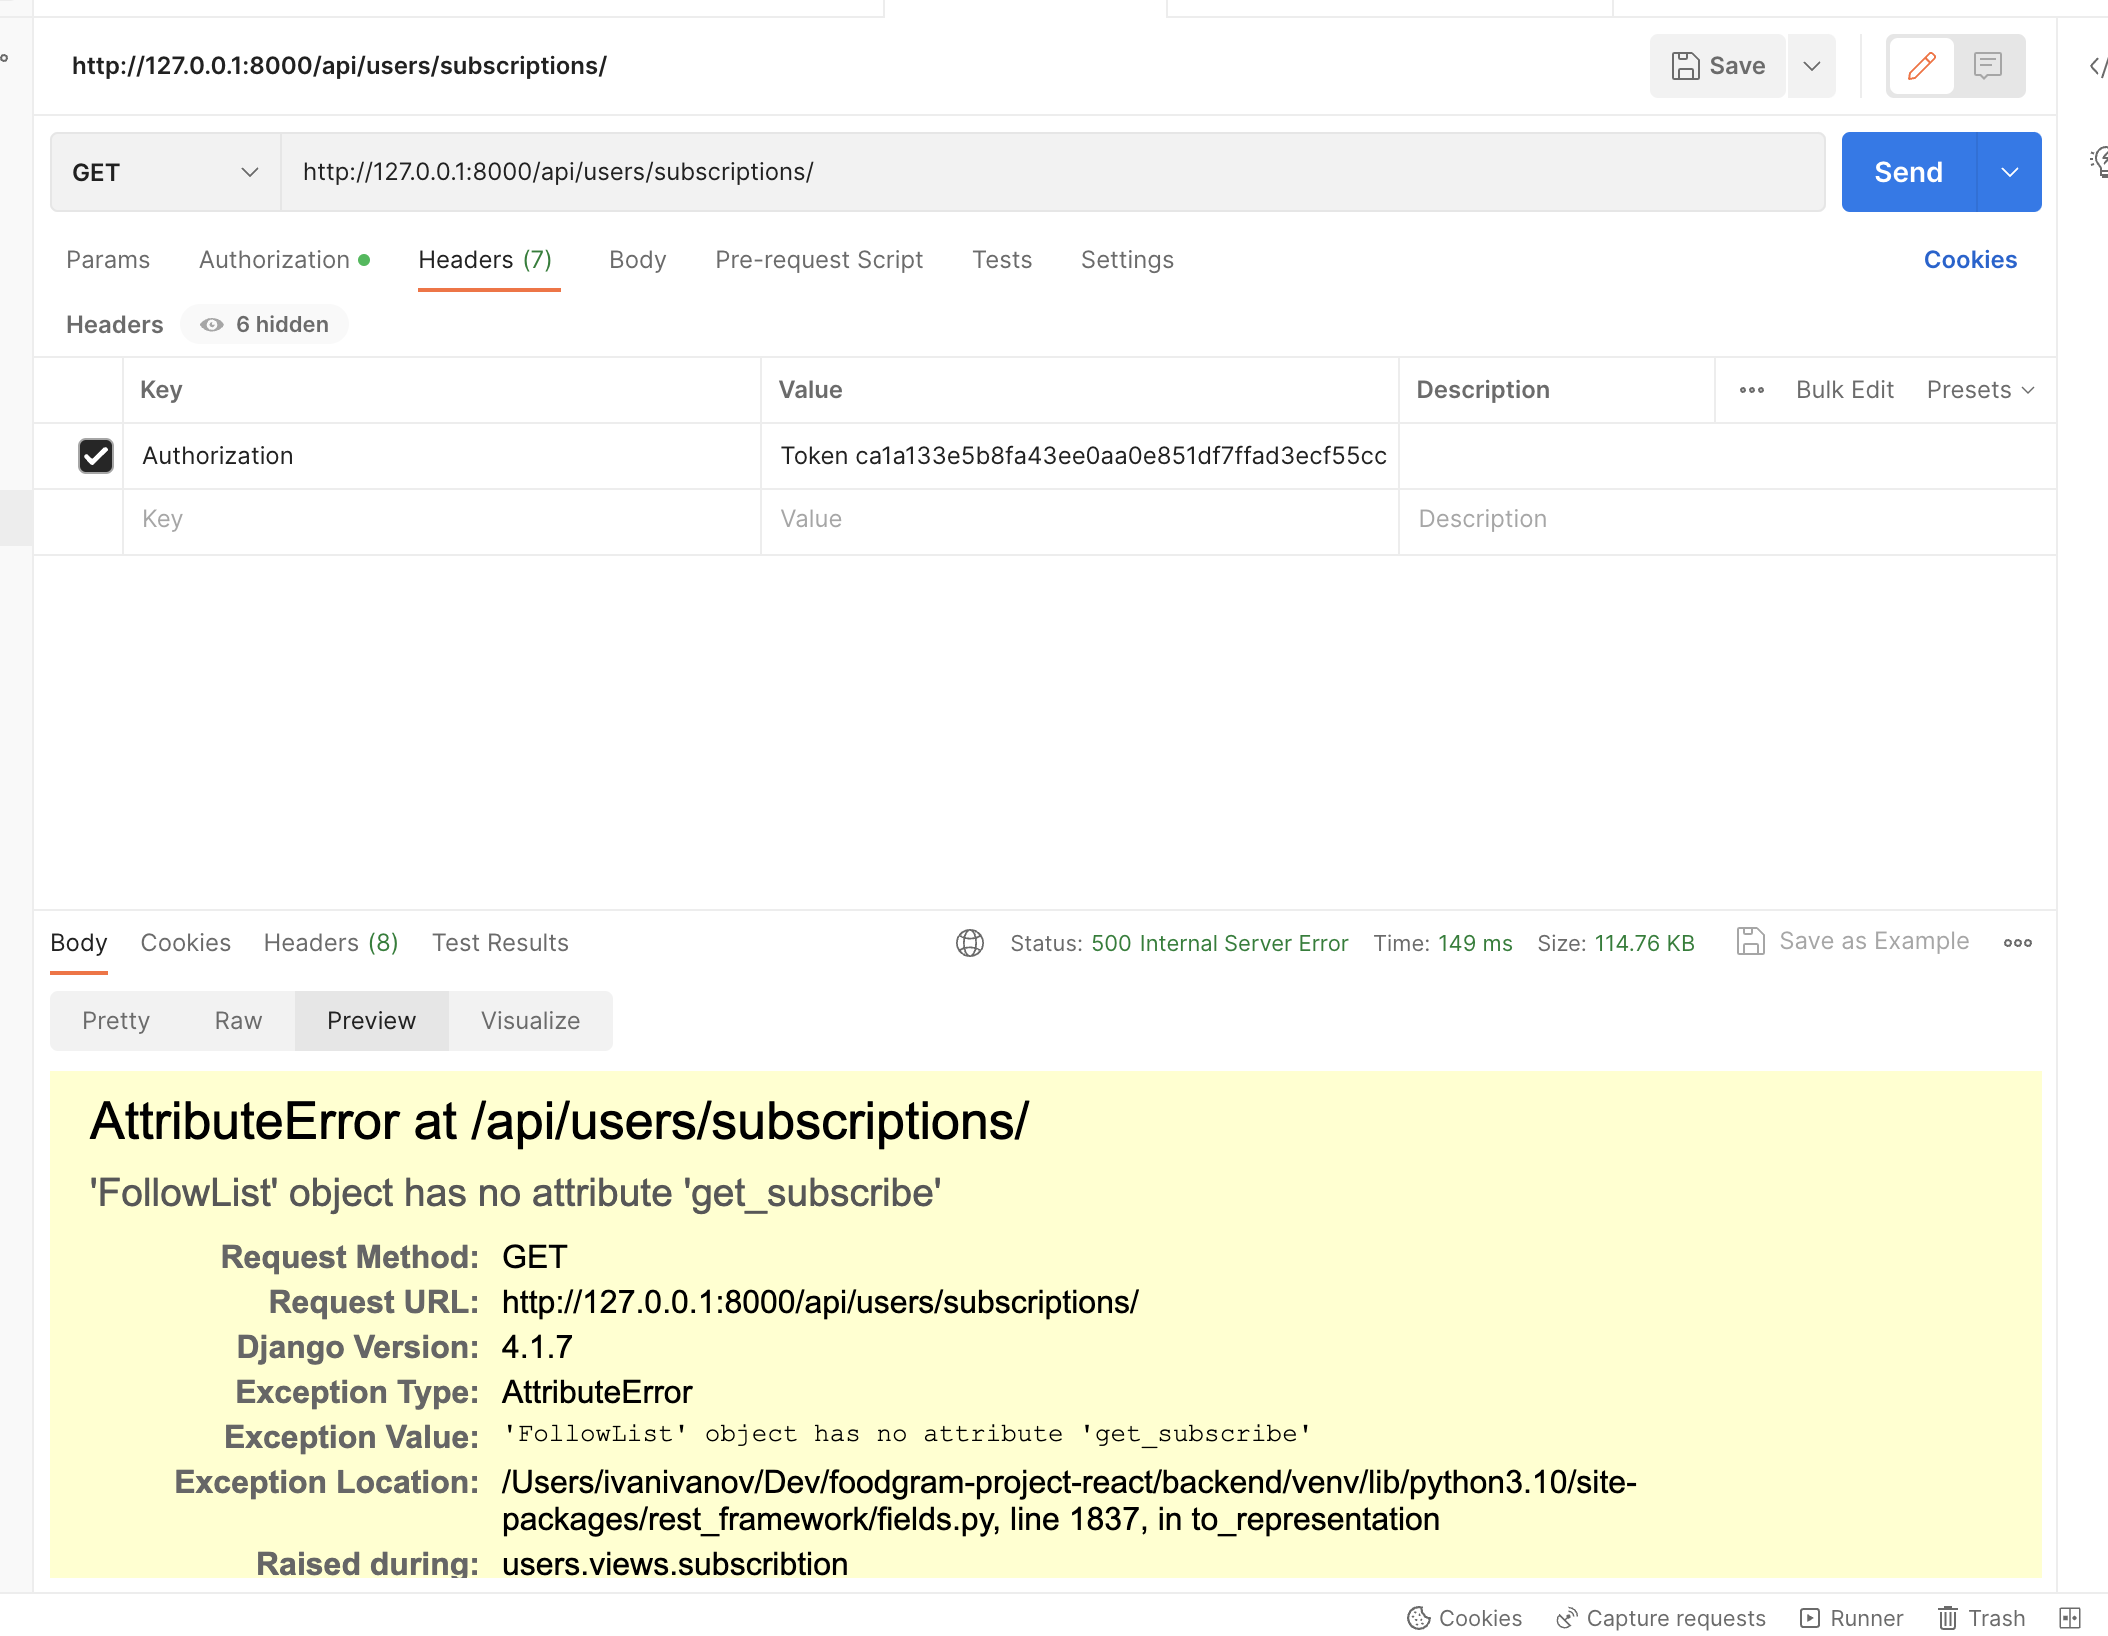 http://127.0.0.1:8000/api/users/subscriptions/
Save
GET
http://127.0.0.1:8000/api/users/subscriptions/
Send
Params Authorization Headers (7) Body Pre-request Script Tests Settings Cookies
Headers 6 hidden
Key Value Description Bulk Edit Presets
Authorization Token ca1a133e5b8fa43ee0aa0e851df7ffad3ecf55cc
Key Value Description
Body Cookies Headers (8) Test Results Status: 500 Internal Server Error Time: 149 ms Size: 114.76 KB Save as Example
Pretty Raw Preview Visualize
AttributeError at /api/users/subscriptions/
'FollowList' object has no attribute 'get_subscribe'
Request Method: GET
Request URL: http://127.0.0.1:8000/api/users/subscriptions/
Django Version: 4.1.7
Exception Type: AttributeError
Exception Value: 'FollowList' object has no attribute 'get_subscribe'
Exception Location: /Users/ivanivanov/Dev/foodgram-project-react/backend/venv/lib/python3.10/site-
packages/rest_framework/fields.py, line 1837, in to_representation
Raised during: users.views.subscribtion
Cookies Capture requests Runner Trash